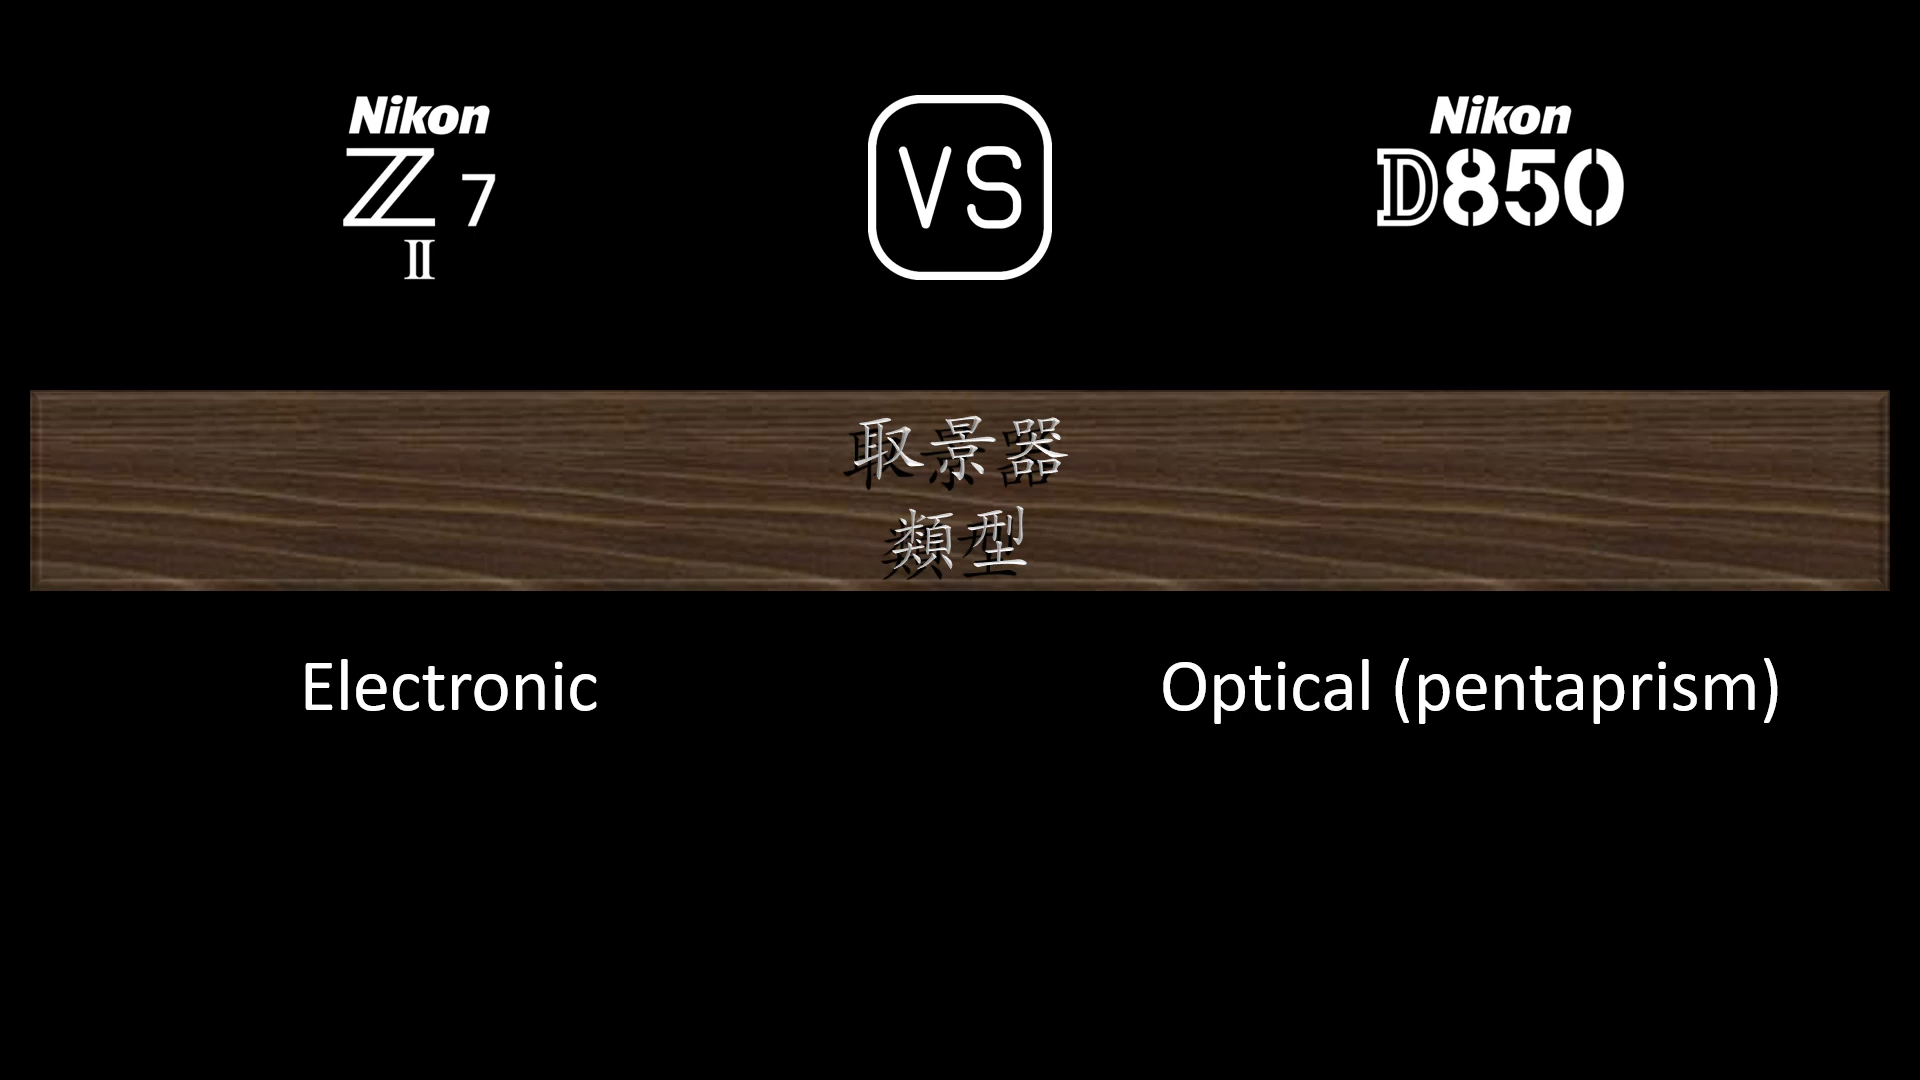 Nikon
Z 7
II
VS
Nikon
D850
取景器
類型
Electronic
Optical (pentaprism)